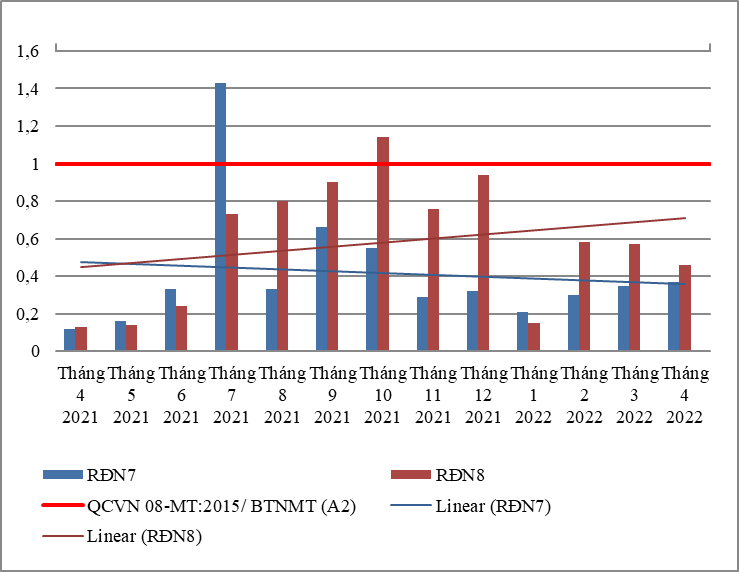 1,6
1,4
1,2
1
0,8
0,6
0,4
0,2
0
Tháng Tháng Tháng Tháng Tháng Tháng Tháng Tháng Tháng Tháng Tháng Tháng Tháng
4 5 6 7 8 9 10 11 12 1 2 3 4
2021 2021 2021 2021 2021 2021 2021 2021 2021 2022 2022 2022 2022
RĐN7 RĐN8
QCVN 08-MT:2015/ BTNMT (A2) Linear (RĐN7)
Linear (RĐN8)